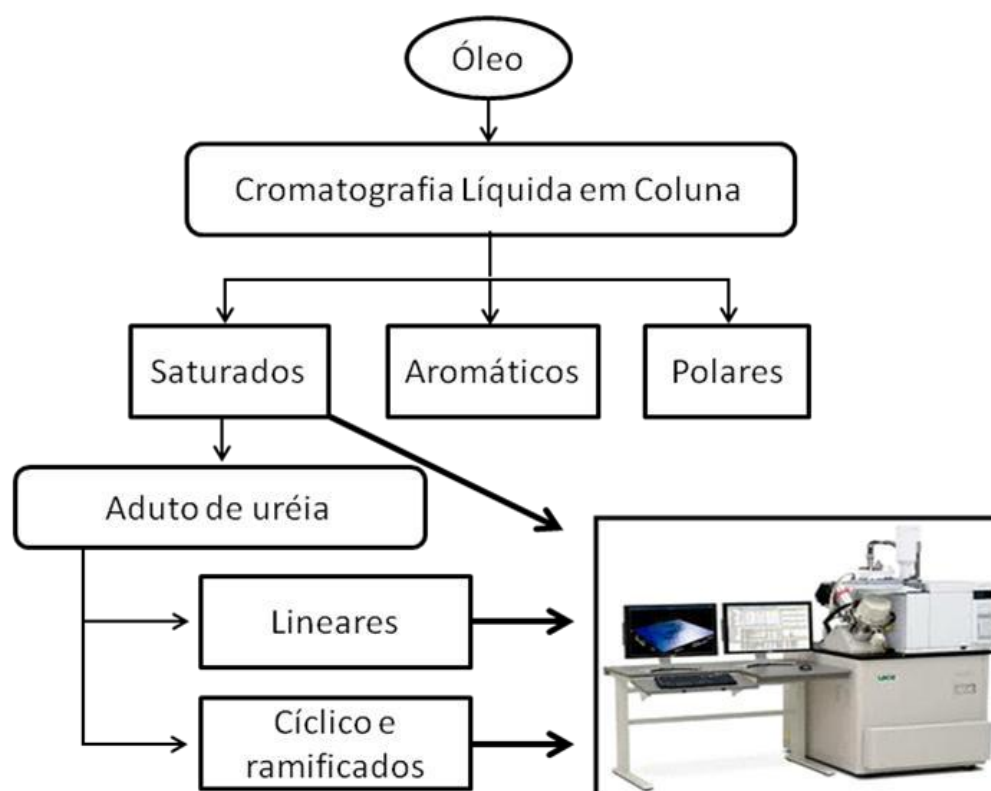 Óleo
Cromatografia Líquida em Coluna
Saturados
Aromáticos
Polares
Aduto de uréia
Lineares
Cíclico e
ramificados